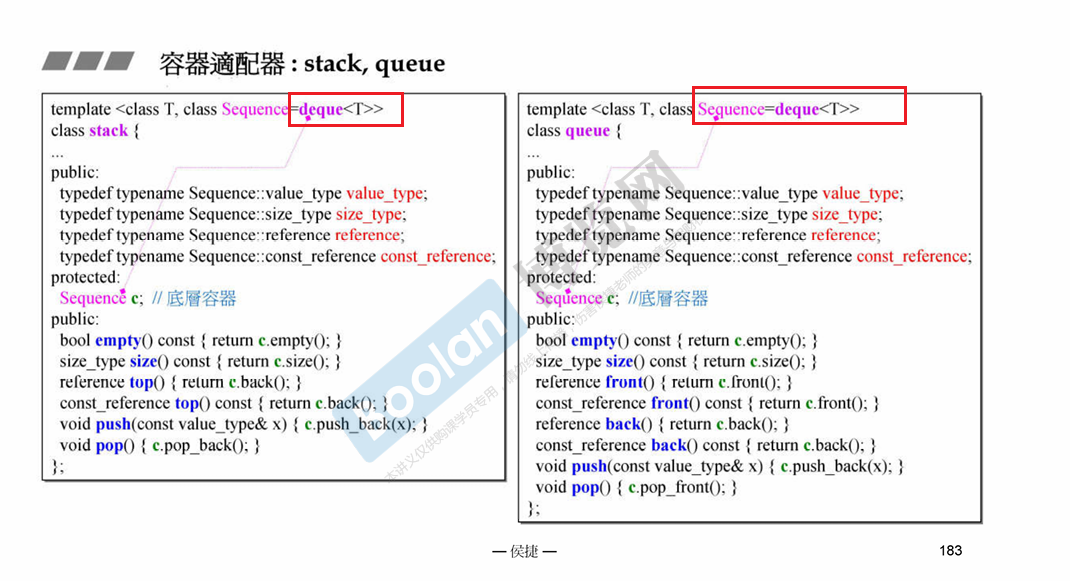 容器適配器 : stack, queue
template <class T, class Sequence=deque<T>>
class stack {
...
public:
typedef typename Sequence::value_type value_type;
typedef typename Sequence::size_type size_type;
typedef typename Sequence::reference reference;
typedef typename Sequence::const_reference const_reference;
protected:
Sequence c; // 底層容器
public:
bool empty() const { return c.empty(); }
size_type size() const { return c.size(); }
reference top() { return c.back(); }
const_reference top() const { return c.back(); }
void push(const value_type& x) { c.push_back(x); }
void pop() { c.pop_back(); }
};
template <class T, class Sequence=deque<T>>
class queue {
...
public:
typedef typename Sequence::value_type value_type;
typedef typename Sequence::size_type size_type;
typedef typename Sequence::reference reference;
typedef typename Sequence::const_reference const_reference;
protected:
Sequence c; //底層容器
public:
bool empty() const { return c.empty(); }
size_type size() const { return c.size(); }
reference front() { return c.front(); }
const_reference front() const { return c.front(); }
reference back() { return c.back(); }
const_reference back() const { return c.back(); }
void push(const value_type& x) { c.push_back(x); }
void pop() { c.pop_front(); }
};
Boolan 博览网
本讲义仅供购课学员专用
— 侯捷 —
183